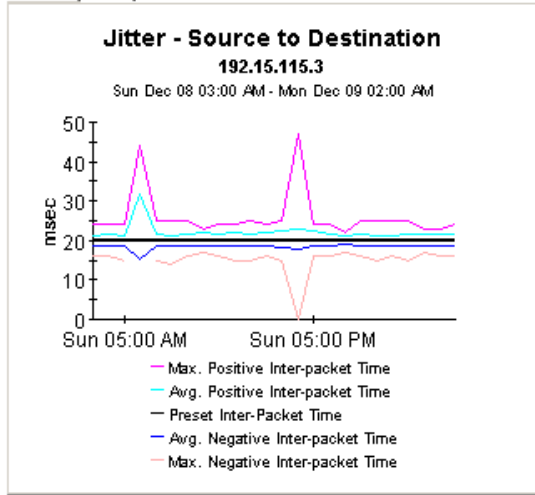 Jitter - Source to Destination
192.15.115.3
Sun Dec 08 03:00 AM - Mon Dec 09 02:00 AM
50
40
30
20
10
0
msec
Sun 05:00 AM Sun 05:00 PM
Max. Positive Inter-packet Time
Avg. Positive Inter-packet Time
Preset Inter-Packet Time
Avg. Negative Inter-packet Time
Max. Negative Inter-packet Time